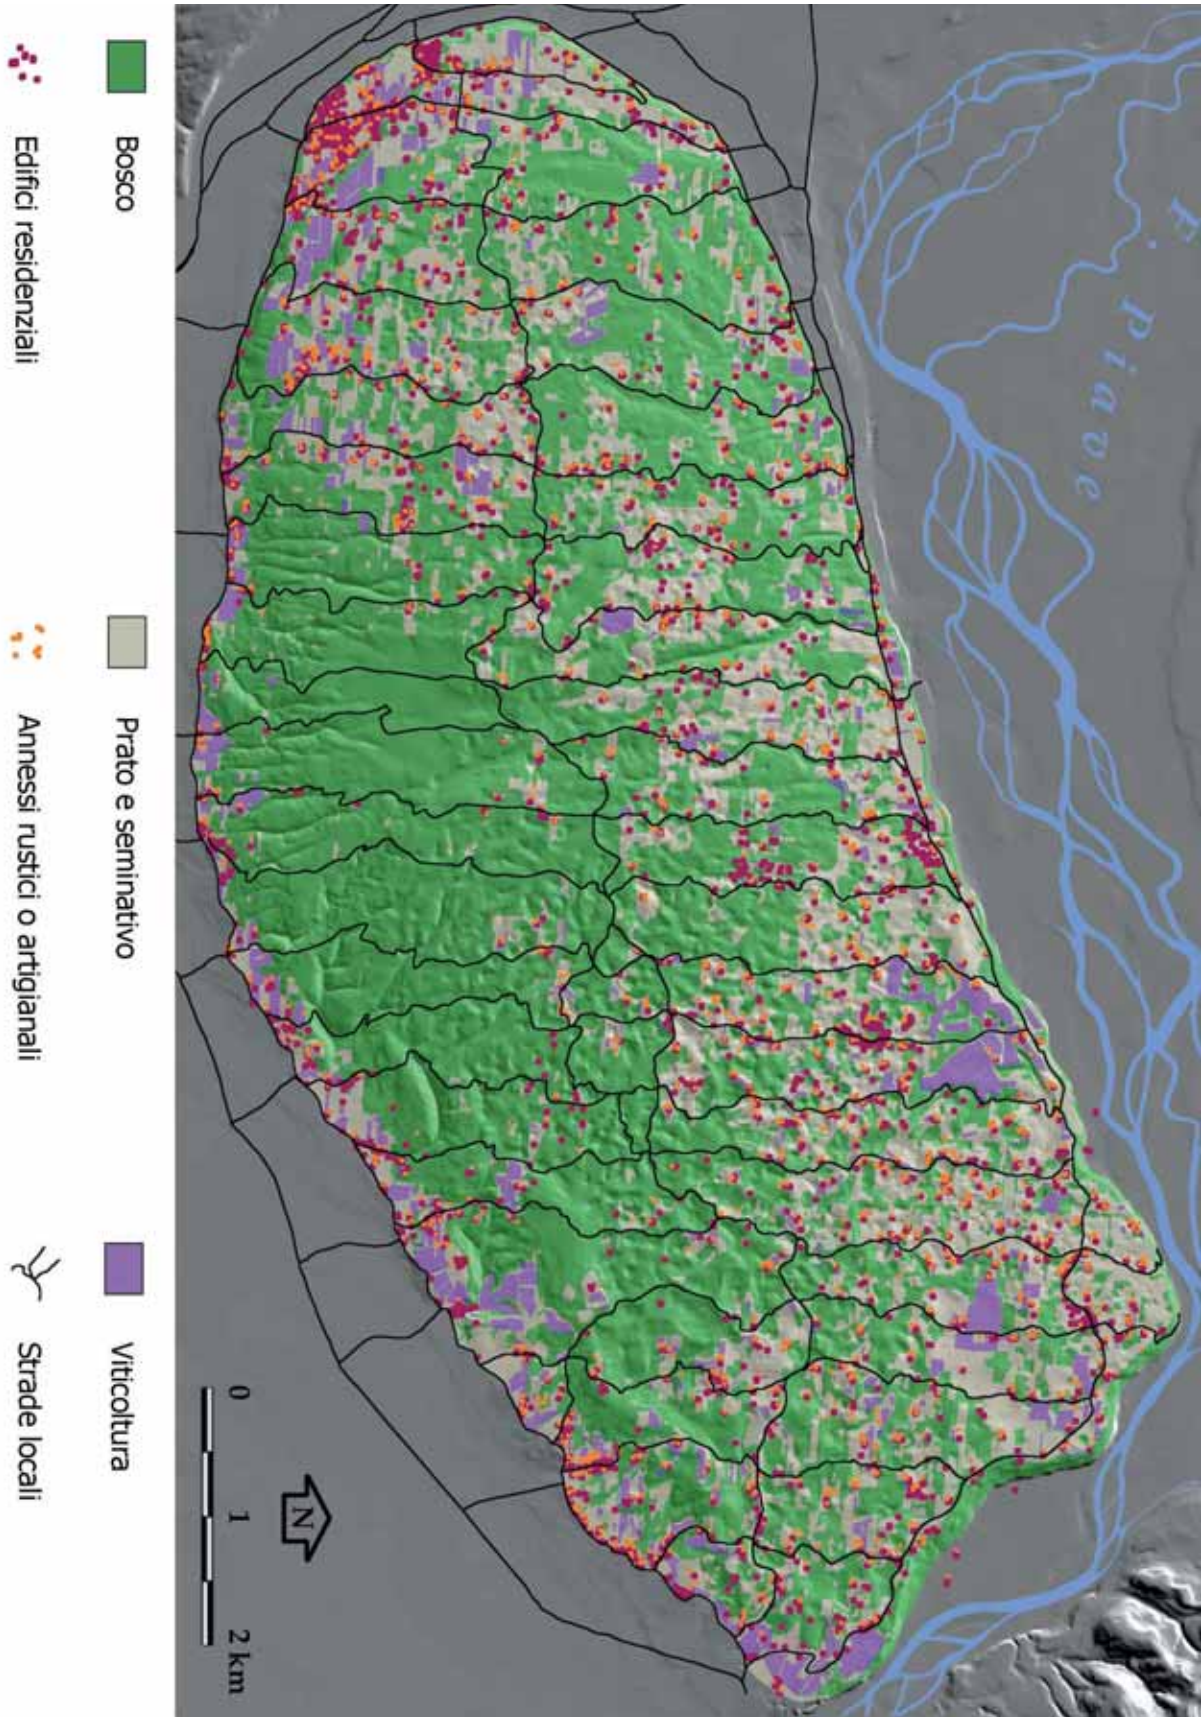 F. Piave
N
0 1 2 km
Bosco
Prato e seminativo
Viticoltura
Edifici residenziali
Annessi rustici o artigianali
Strade locali